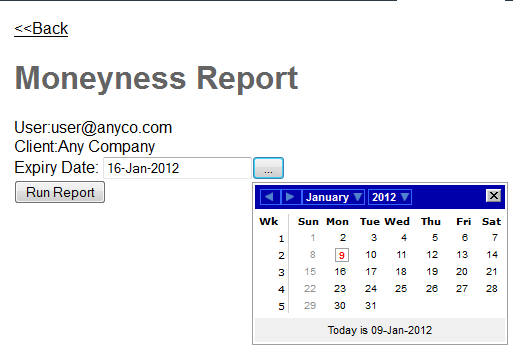 <<Back
Moneyness Report
User:user@anyco.com
Client:Any Company
Expiry Date: 16-Jan-2012 ...
Run Report
January 2012 X
Wk Sun Mon Tue Wed Thu Fri Sat
1 1 2 3 4 5 6 7
2 8 9 10 11 12 13 14
3 15 16 17 18 19 20 21
4 22 23 24 25 26 27 28
5 29 30 31
Today is 09-Jan-2012